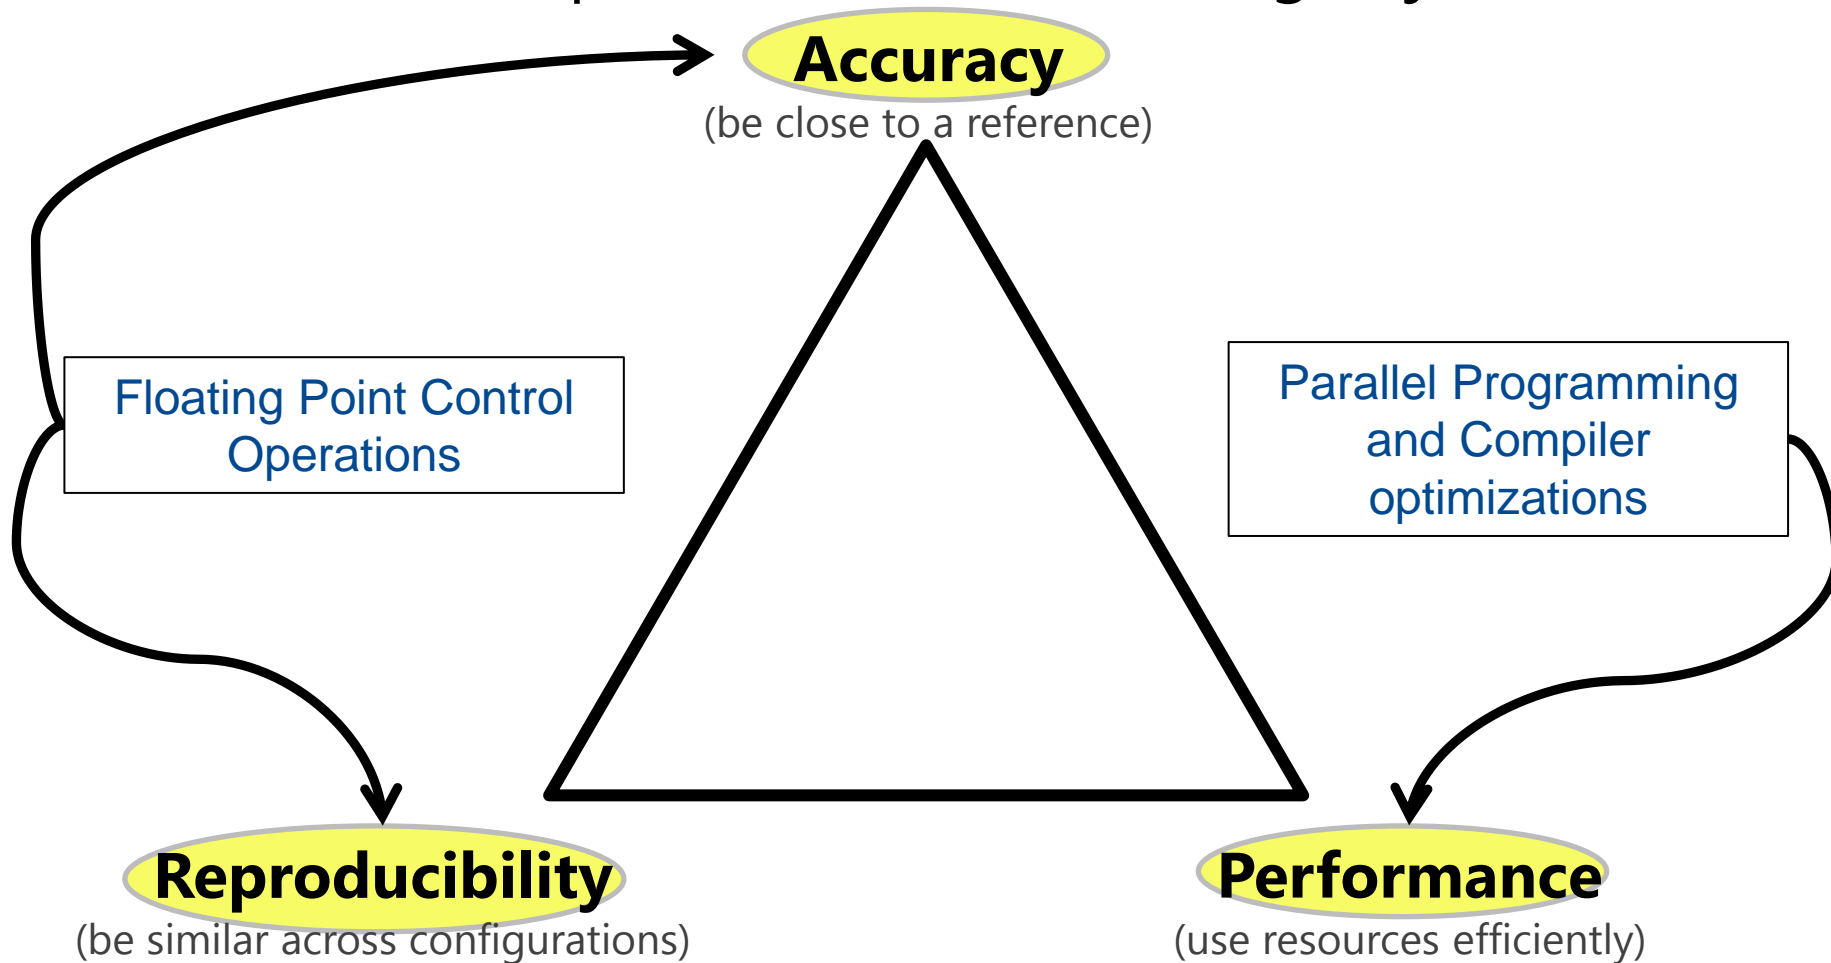 Accuracy
(be close to a reference)
Floating Point Control
Operations
Parallel Programming
and Compiler
optimizations
Reproducibility
(be similar across configurations)
Performance
(use resources efficiently)